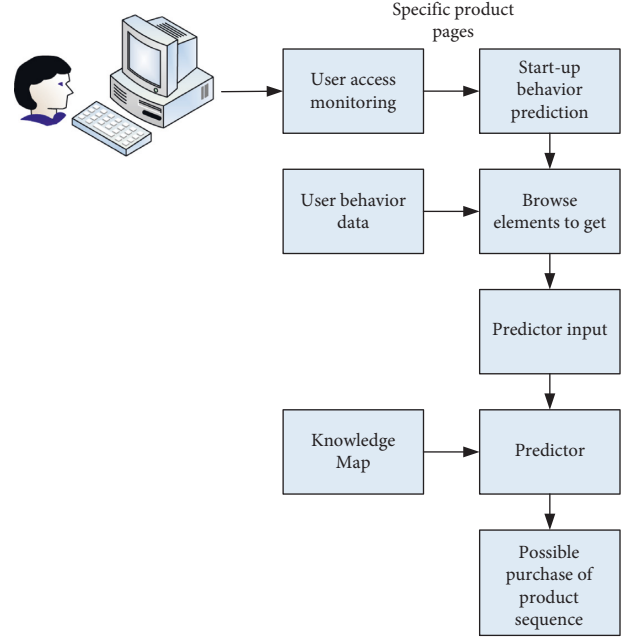 Specific product
pages
User access
monitoring
Start-up
behavior
prediction
User behavior
data
Browse
elements to get
Predictor input
Knowledge
Map
Predictor
Possible
purchase of
product
sequence